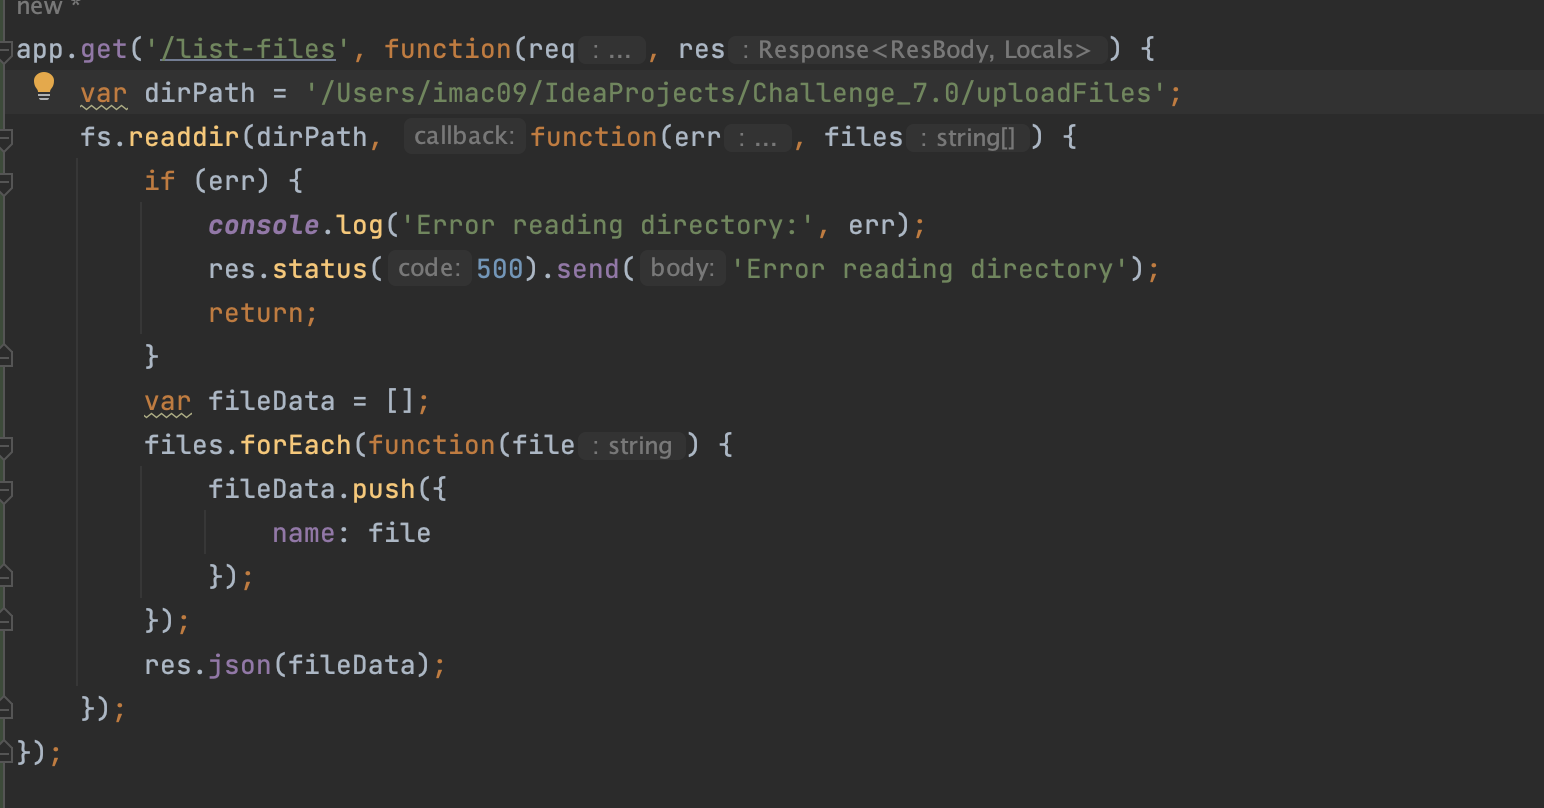 new *
app.get('/list-files', function(req : ... , res : Response<ResBody, Locals> ) {
var dirPath = '/Users/imac09/IdeaProjects/Challenge_7.0/uploadFiles';
fs.readdir(dirPath, callback: function(err : ... , files : string[] ) {
if (err) {
console.log('Error reading directory:', err);
res.status( code: 500).send( body: 'Error reading directory');
return;
}
var fileData = [];
files.forEach(function(file : string ) {
fileData.push({
name: file
});
});
res.json(fileData);
});
});